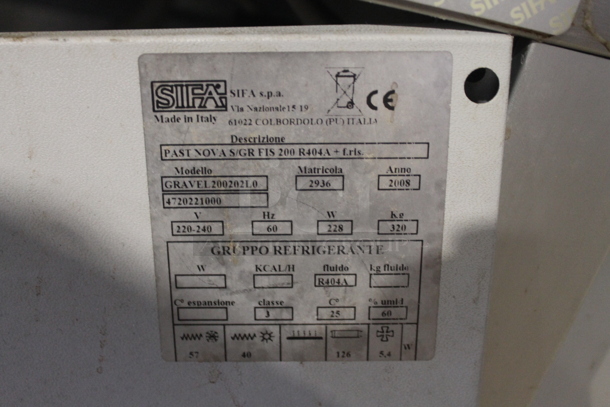 SIFA
SIFA s.p.a.
Via Nazionale 15 19
Made in Italy
61022 COLBORDOLO (PU) ITALIA
CE
Descrizione
PAST NOVA S/GR FIS 200 R404A + f.ris.
Modello Matricola Anno
GRAVEL200202L0 2936 2008
4720221000
V Hz W Kg
220-240 60 228 320
GRUPPO REFRIGERANTE
W KCAL/H fluido kg fluido
R404A
C° espansione classe C° % umid
3 25 60
57 40 126 5,4 W
SIFA